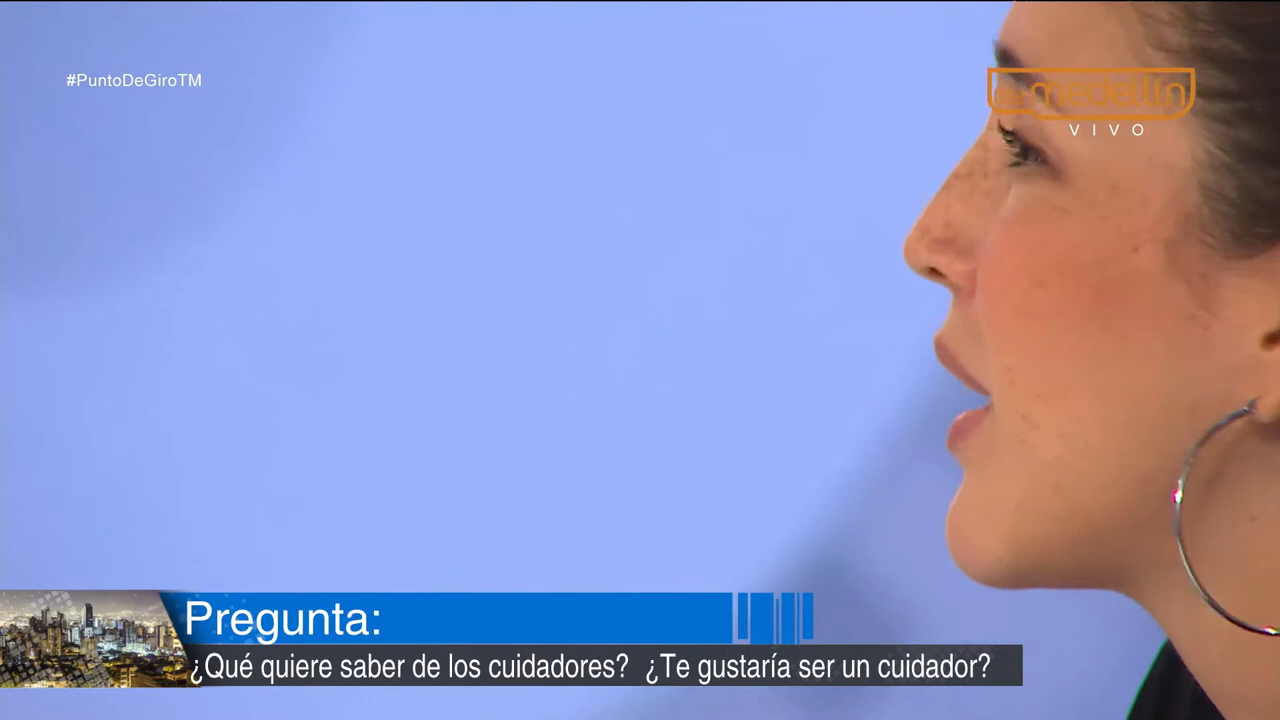 #PuntoDeGiroTM
medellín
VIVO
Pregunta:
¿Qué quiere saber de los cuidadores? ¿Te gustaría ser un cuidador?